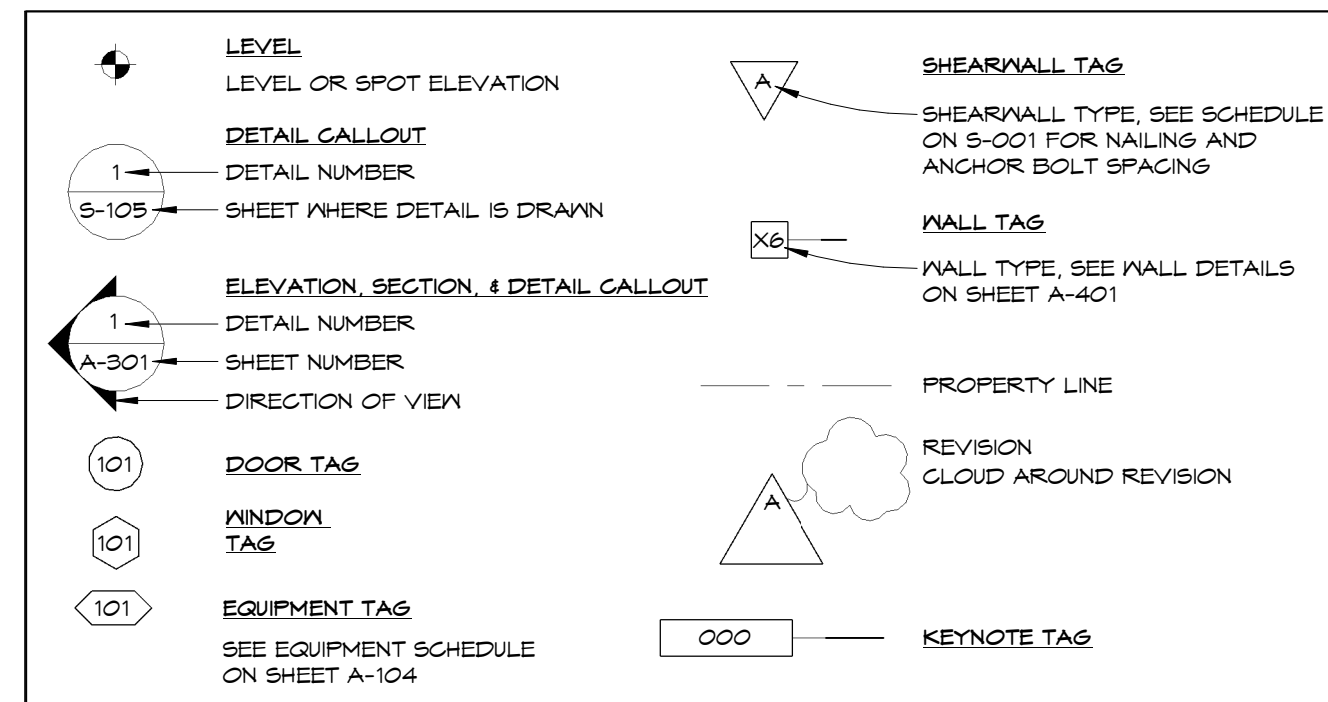 LEVEL
LEVEL OR SPOT ELEVATION
DETAIL CALLOUT
1
DETAIL NUMBER
S-105
SHEET WHERE DETAIL IS DRAWN
ELEVATION, SECTION, & DETAIL CALLOUT
1
DETAIL NUMBER
A-301
SHEET NUMBER
DIRECTION OF VIEW
101
DOOR TAG
101
WINDOW
TAG
101
EQUIPMENT TAG
SEE EQUIPMENT SCHEDULE
ON SHEET A-104
A
SHEARWALL TAG
SHEARWALL TYPE, SEE SCHEDULE
ON S-001 FOR NAILING AND
ANCHOR BOLT SPACING
X6
WALL TAG
WALL TYPE, SEE WALL DETAILS
ON SHEET A-401
PROPERTY LINE
A
REVISION
CLOUD AROUND REVISION
000
KEYNOTE TAG